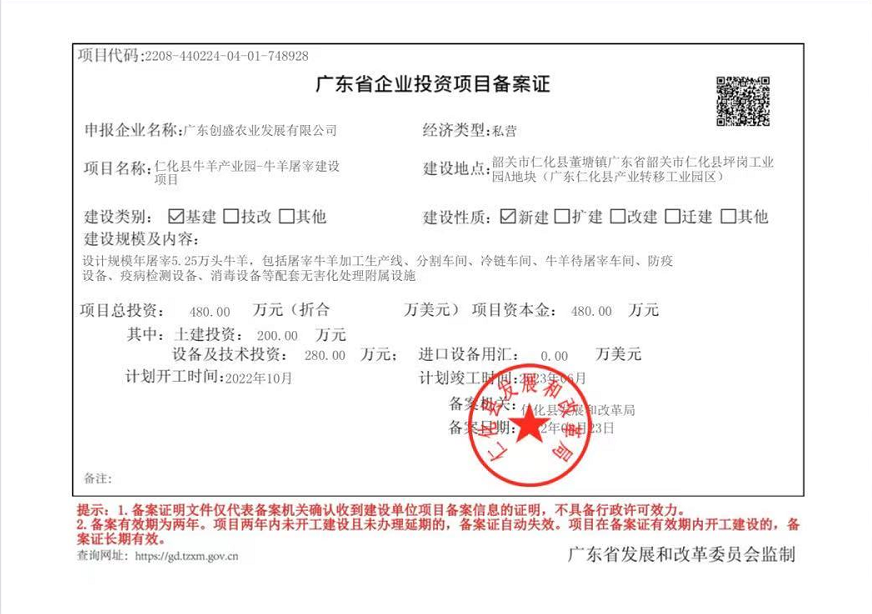 项目代码:2208-440224-04-01-748928
广东省企业投资项目备案证
申报企业名称:广东创盛农业发展有限公司
经济类型:私营
项目名称:仁化县牛羊产业园-牛羊屠宰建设
项目
建设地点:韶关市仁化县董塘镇广东省韶关市仁化县坪岗工业
园A地块（广东仁化县产业转移工业园区）
建设类别: ☑基建 □技改 □其他
建设性质: ☑新建 □扩建 □改建 □迁建 □其他
建设规模及内容:
设计规模年屠宰5.25万头牛羊，包括屠宰牛羊加工生产线、分割车间、冷链车间、牛羊待屠宰车间、防疫
设备、疫病检测设备、消毒设备等配套无害化处理附属设施
项目总投资: 480.00 万元（折合 万美元）项目资本金: 480.00 万元
其中: 土建投资: 200.00 万元
设备及技术投资: 280.00 万元; 进口设备用汇: 0.00 万美元
计划开工时间:2022年10月
计划竣工时间:2023年06月
备案机关:仁化县发展和改革局
备案日期: 年 月23日
仁化县发展和改革局
备注:
提示: 1.备案证明文件仅代表备案机关确认收到建设单位项目备案信息的证明，不具备行政许可效力。
2.备案有效期为两年。项目两年内未开工建设且未办理延期的，备案证自动失效。项目在备案证有效期内开工建设的，备
案证长期有效。
查询网址: https://gd.tzxm.gov.cn
广东省发展和改革委员会监制